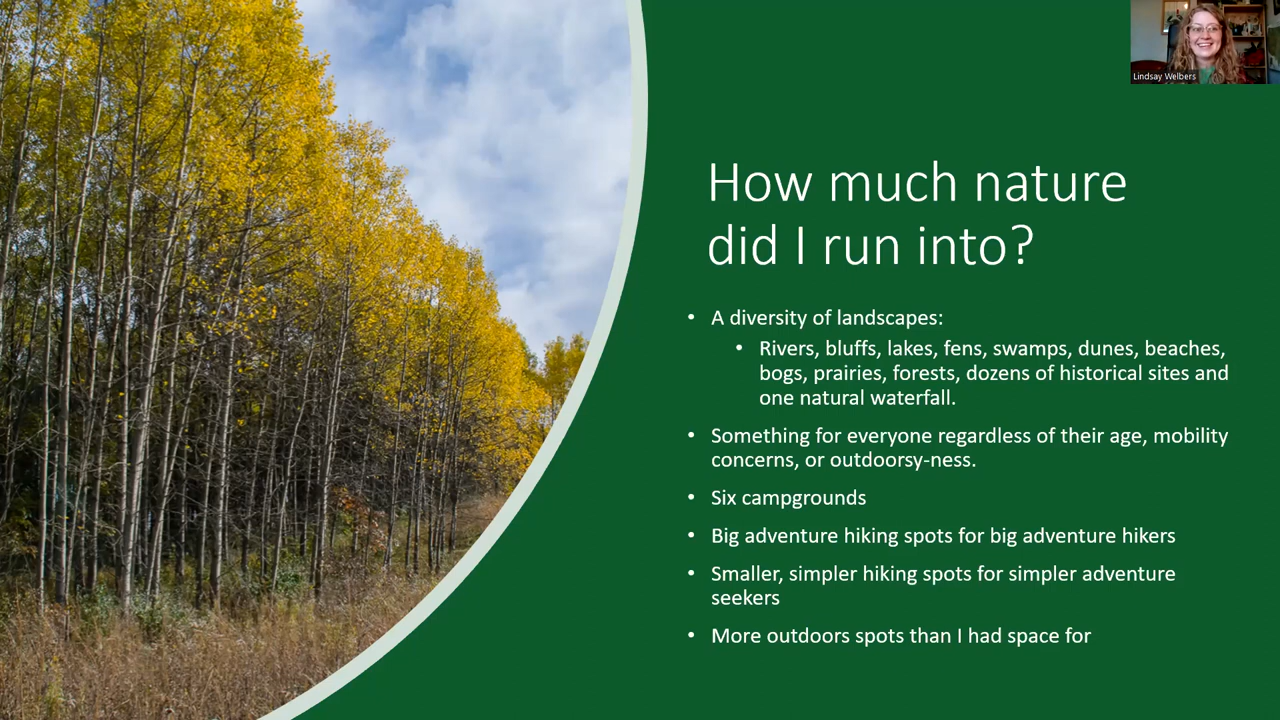 Lindsay Welbers
How much nature
did I run into?
• A diversity of landscapes:
• Rivers, bluffs, lakes, fens, swamps, dunes, beaches,
bogs, prairies, forests, dozens of historical sites and
one natural waterfall.
• Something for everyone regardless of their age, mobility
concerns, or outdoorsy-ness.
• Six campgrounds
• Big adventure hiking spots for big adventure hikers
• Smaller, simpler hiking spots for simpler adventure
seekers
• More outdoors spots than I had space for